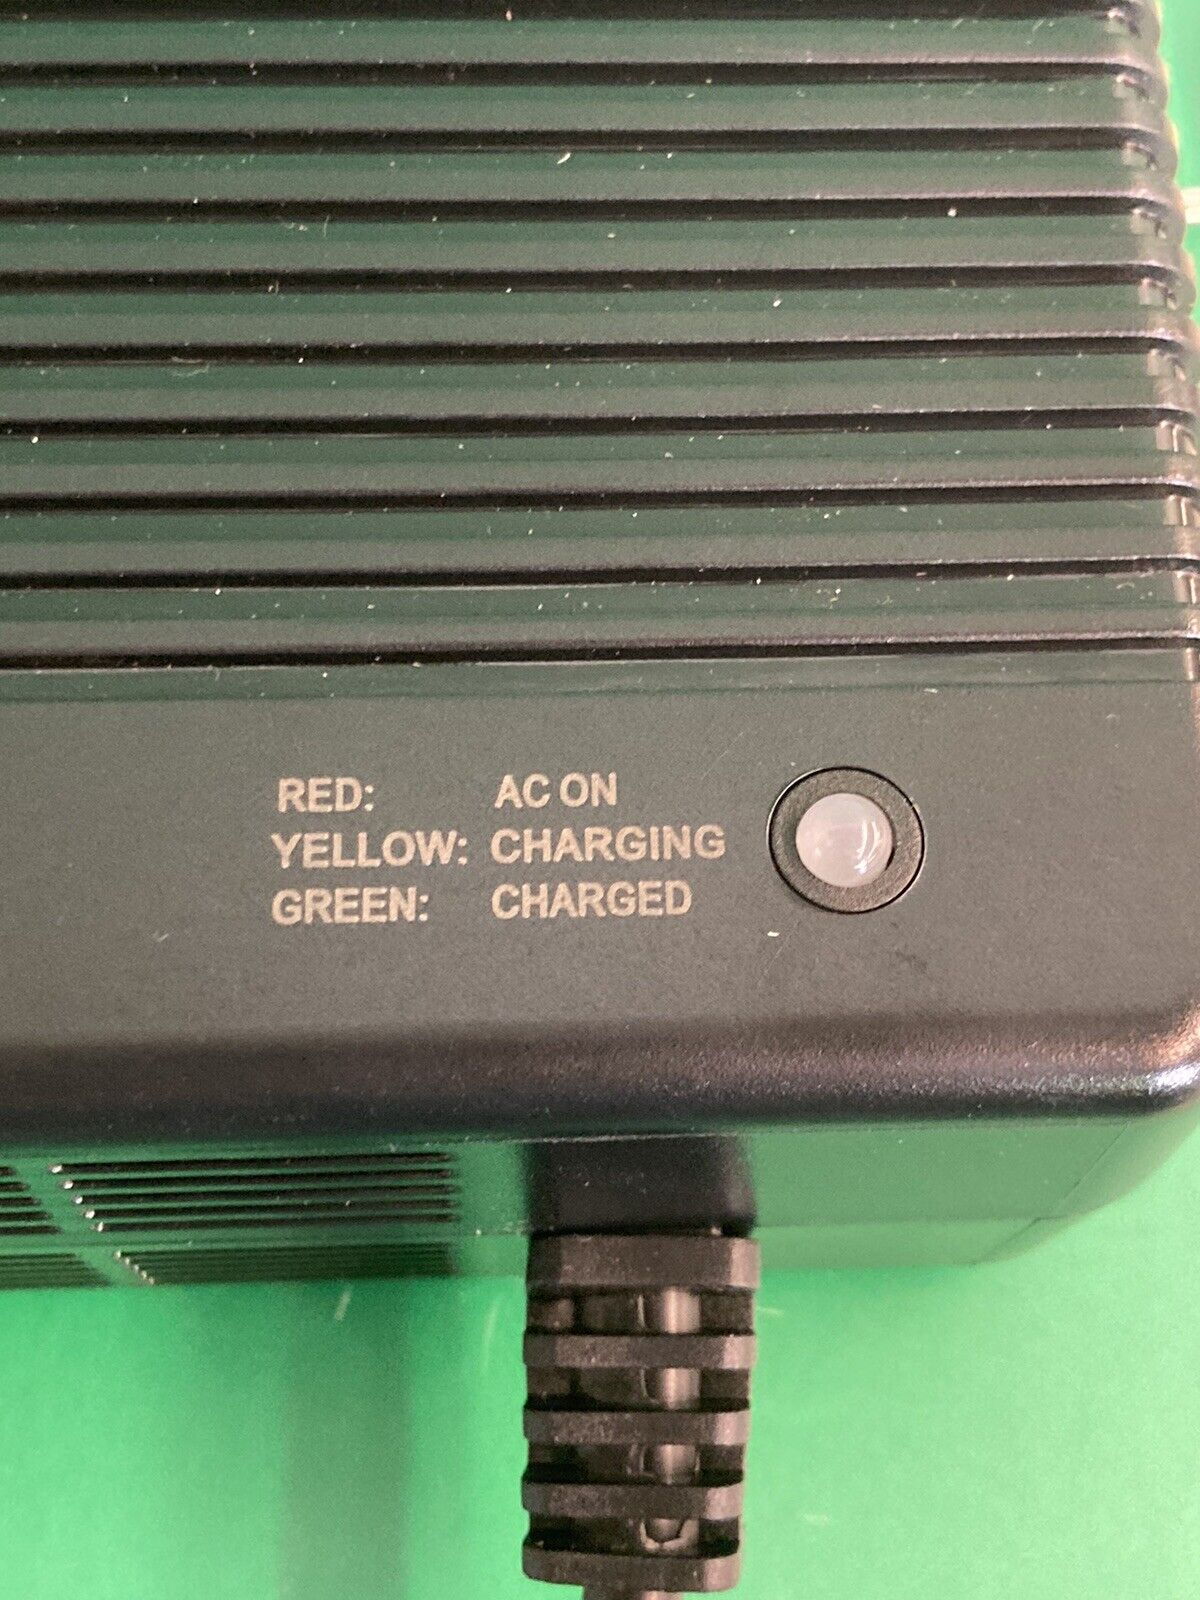 RED: AC ON
YELLOW: CHARGING
GREEN: CHARGED